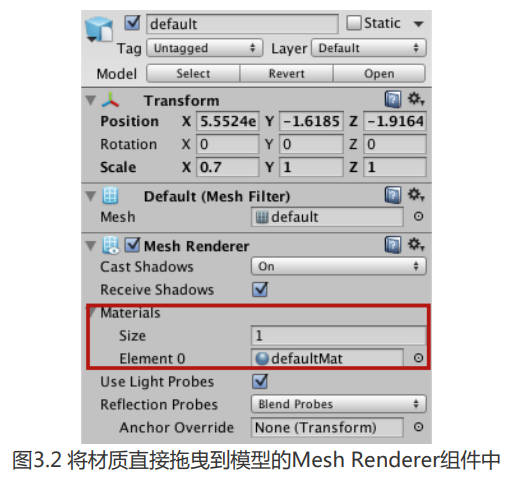 default Static
Tag Untagged Layer Default
Model Select Revert Open
Transform
Position X 5.5524e Y -1.6185 Z -1.9164
Rotation X 0 Y 0 Z 0
Scale X 0.7 Y 1 Z 1
Default (Mesh Filter)
Mesh default
Mesh Renderer
Cast Shadows On
Receive Shadows
Materials
Size 1
Element 0 defaultMat
Use Light Probes
Reflection Probes Blend Probes
Anchor Override None (Transform)
图3.2 将材质直接拖曳到模型的Mesh Renderer组件中